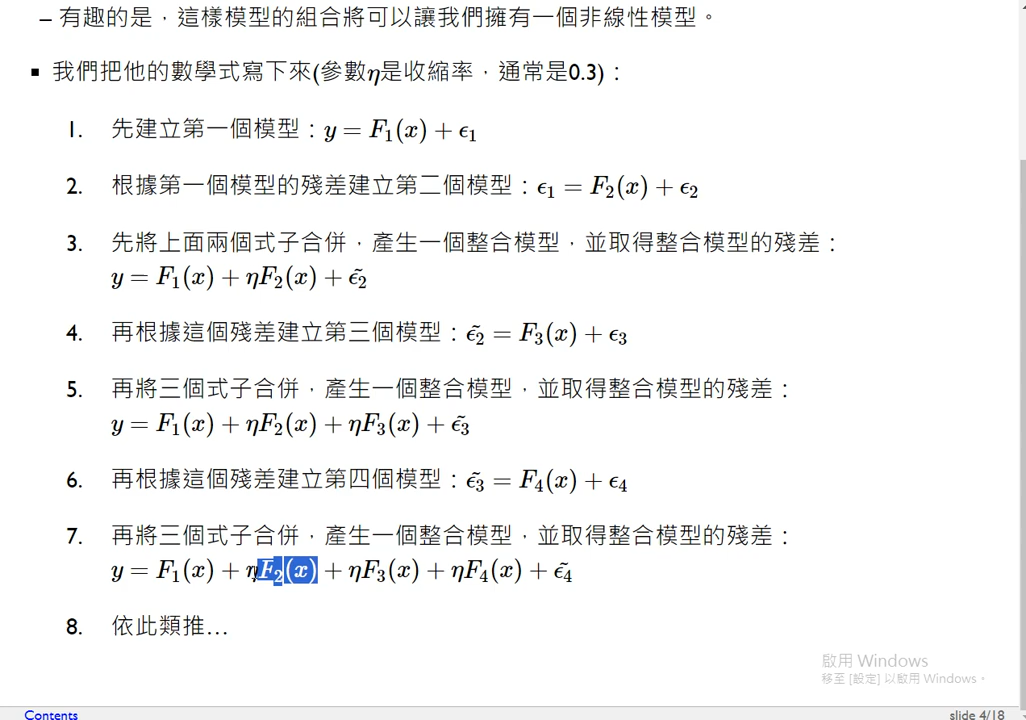 – 有趣的是，這樣模型的組合將可以讓我們擁有一個非線性模型。
▪ 我們把他的數學式寫下來(參數η是收縮率，通常是0.3)：
1. 先建立第一個模型：y = F₁(x) + ϵ₁
2. 根據第一個模型的殘差建立第二個模型：ϵ₁ = F₂(x) + ϵ₂
3. 先將上面兩個式子合併，產生一個整合模型，並取得整合模型的殘差：
y = F₁(x) + ηF₂(x) + ϵ̃₂
4. 再根據這個殘差建立第三個模型：ϵ̃₂ = F₃(x) + ϵ₃
5. 再將三個式子合併，產生一個整合模型，並取得整合模型的殘差：
y = F₁(x) + ηF₂(x) + ηF₃(x) + ϵ̃₃
6. 再根據這個殘差建立第四個模型：ϵ̃₃ = F₄(x) + ϵ₄
7. 再將三個式子合併，產生一個整合模型，並取得整合模型的殘差：
y = F₁(x) + ηF₂(x) + ηF₃(x) + ηF₄(x) + ϵ̃₄
8. 依此類推…
啟用 Windows
移至 [設定] 以啟用 Windows。
Contents
slide 4/18